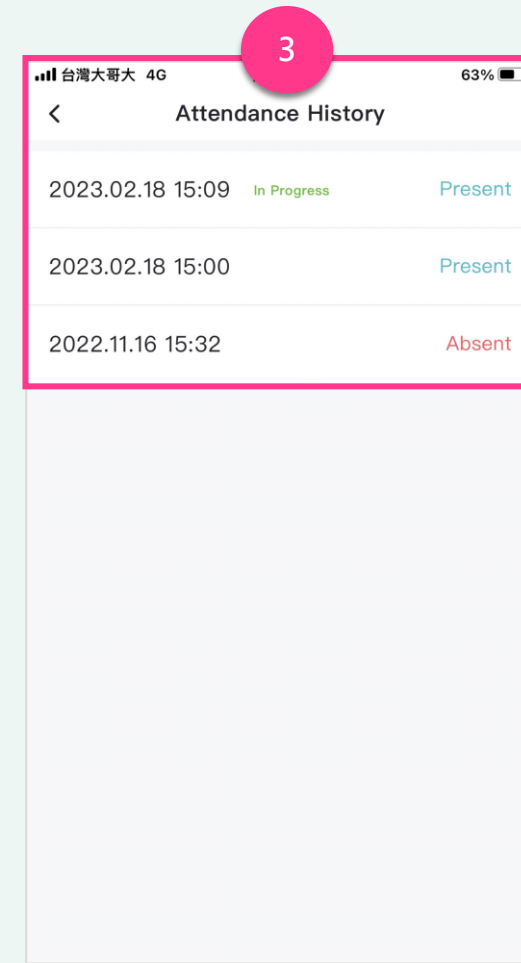 3
台灣大哥大 4G 63%
Attendance History
2023.02.18 15:09 In Progress Present
2023.02.18 15:00 Present
2022.11.16 15:32 Absent